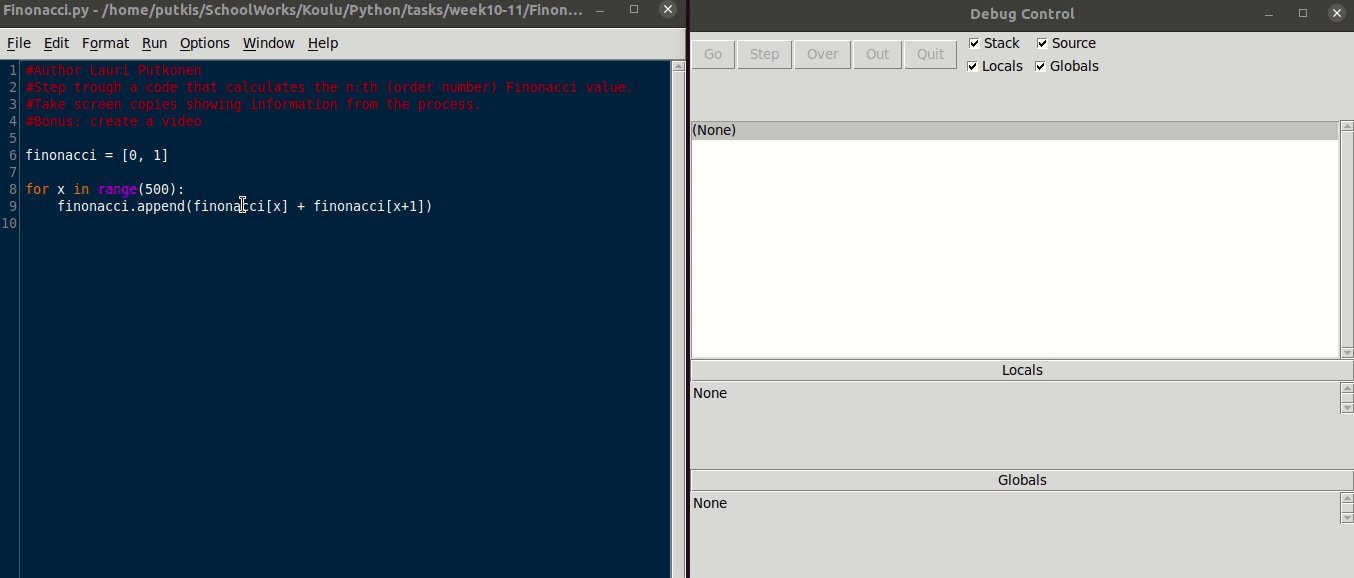 Finonacci.py - /home/putkis/SchoolWorks/Koulu/Python/tasks/week10-11/Finon...
File Edit Format Run Options Window Help
1 #Author Lauri Putkonen
2 #Step trough a code that calculates the n:th (order number) Finonacci value.
3 #Take screen copies showing information from the process.
4 #Bonus: create a video
5
6 finonacci = [0, 1]
7
8 for x in range(500):
9     finonacci.append(finonacci[x] + finonacci[x+1])
10
Debug Control
Go Step Over Out Quit
Stack Source
Locals Globals
(None)
Locals
None
Globals
None